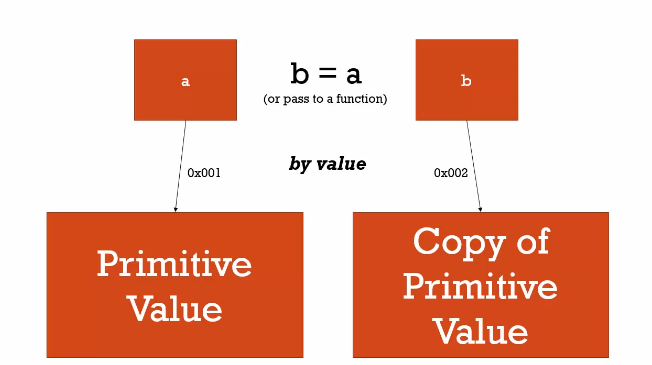 a
b = a
(or pass to a function)
b
by value
0x001
0x002
Primitive
Value
Copy of
Primitive
Value